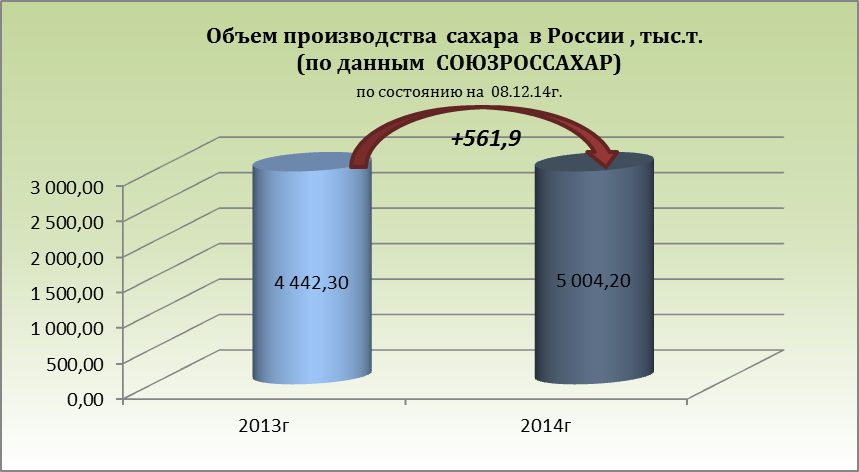 Объем производства сахара в России , тыс.т.
(по данным СОЮЗРОССАХАР)
по состоянию на 08.12.14г.
+561,9
3 000,00
2 500,00
2 000,00
1 500,00
1 000,00
500,00
0,00
4 442,30
5 004,20
2013г
2014г